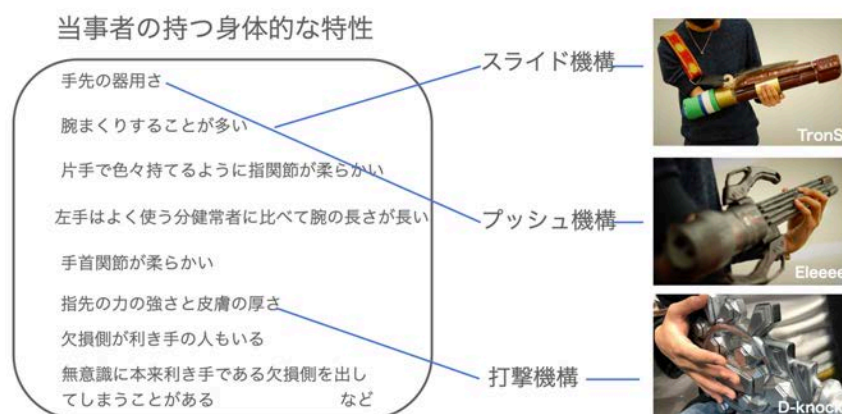 当事者の持つ身体的な特性
手先の器用さ
腕まくりすることが多い
片手で色々持てるように指関節が柔らかい
左手はよく使う分健常者に比べて腕の長さが長い
手首関節が柔らかい
指先の力の強さと皮膚の厚さ
欠損側が利き手の人もいる
無意識に本来利き手である欠損側を出し
てしまうことがある など
スライド機構
プッシュ機構
打撃機構
TronS
Eleeee
D-knock